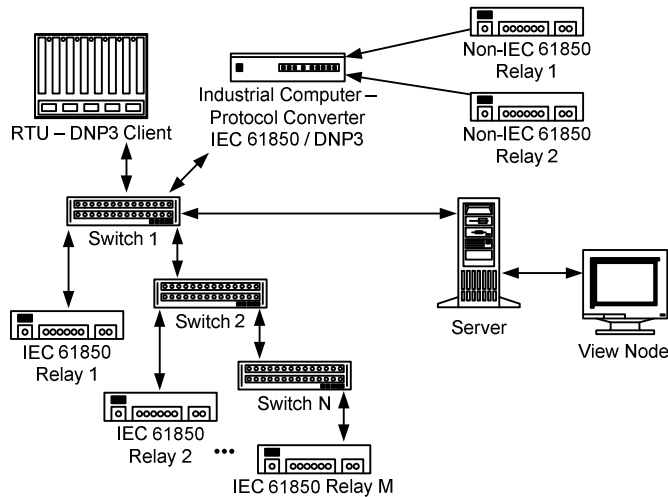 Non-IEC 61850
Relay 1
Industrial Computer –
Protocol Converter
IEC 61850 / DNP3
RTU – DNP3 Client
Non-IEC 61850
Relay 2
Switch 1
Switch 2
Server
View Node
IEC 61850
Relay 1
Switch N
IEC 61850
Relay 2
...
IEC 61850 Relay M